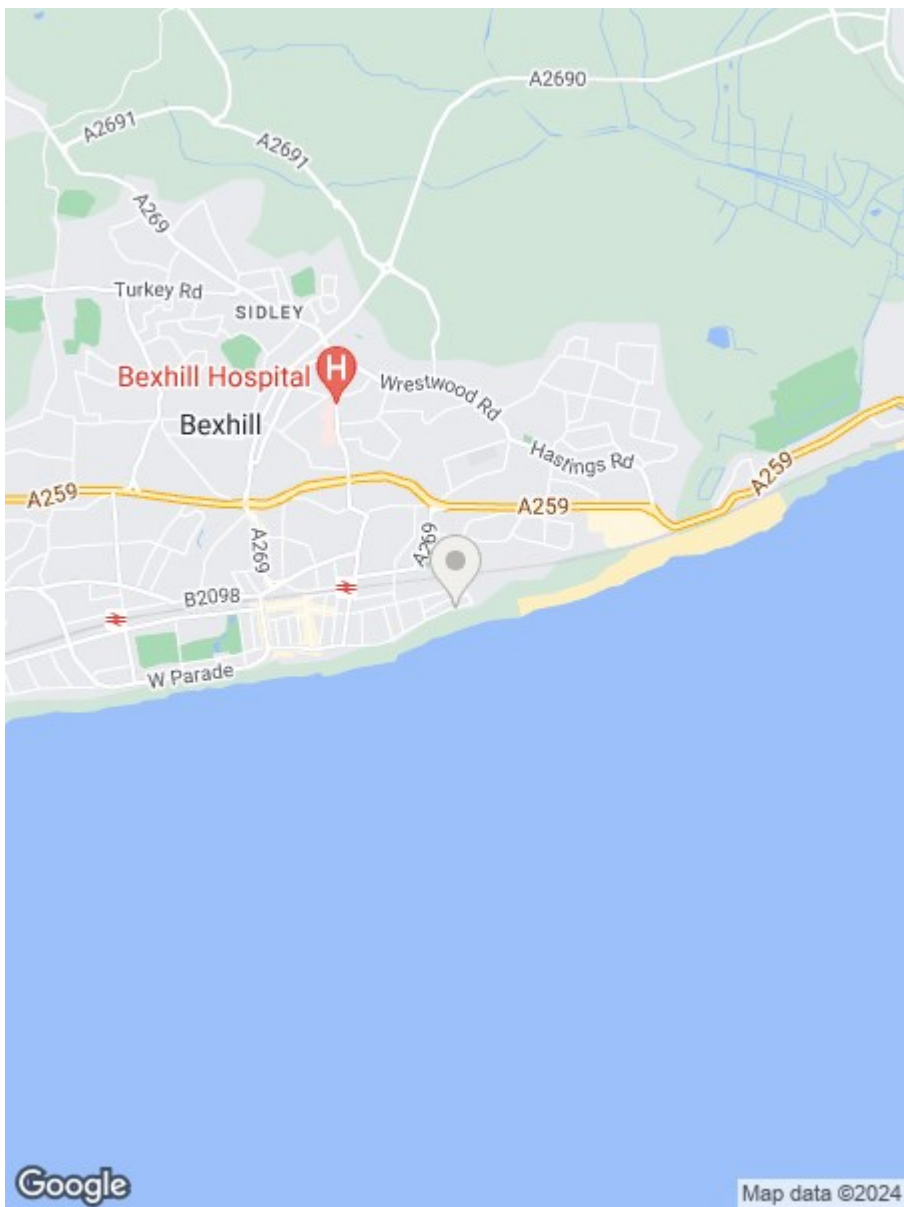 A2690
A2691
A2691
A269
Turkey Rd
SIDLEY
Bexhill Hospital
H
Wrestwood Rd
Bexhill
Hastings Rd
A259
A259
A259
A269
A269
B2098
W Parade
Google
Map data ©2024